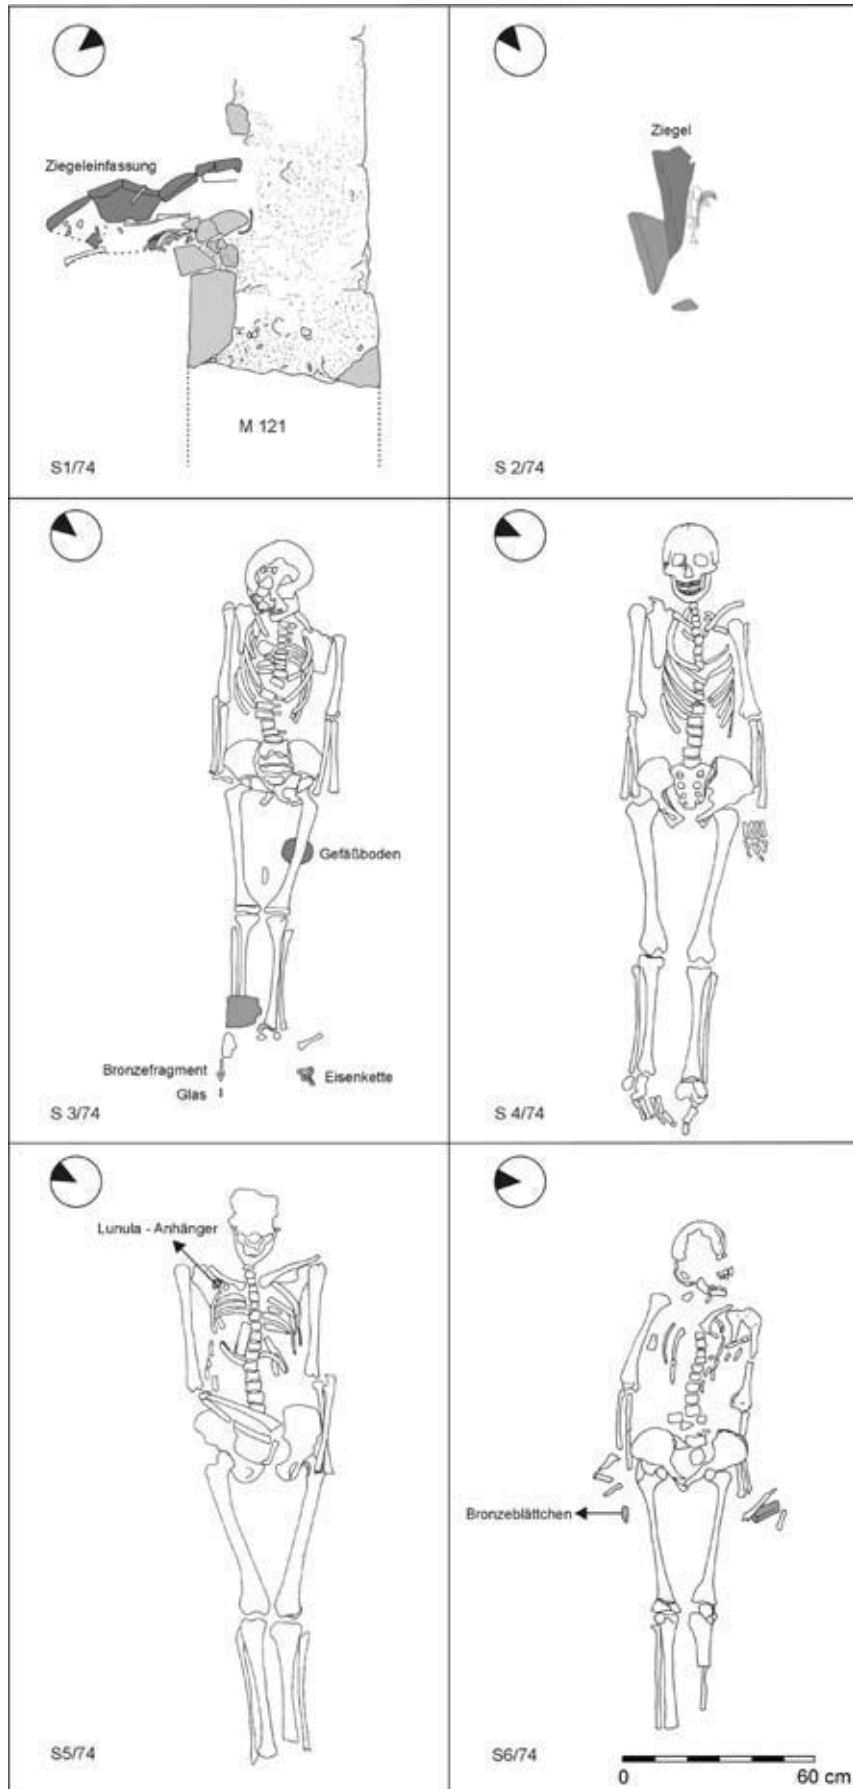 Ziegeleinfassung
M 121
S1/74
Ziegel
S 2/74
Gefäßboden
Bronzefragment
Eisenkette
Glas
S 3/74
S 4/74
Lunula - Anhänger
S5/74
Bronzeblättchen
S6/74
0 60 cm